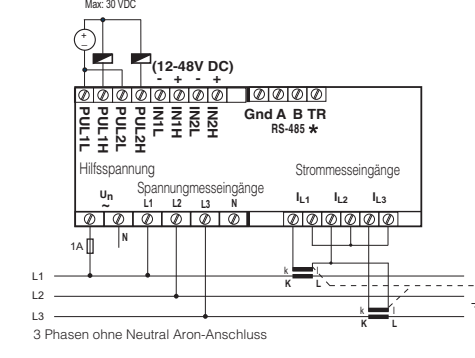 Max: 30 VDC
+
−
(12-48V DC)
- + - +
PUL1L PUL1H PUL2L PUL2H IN1L IN1H IN2L IN2H
Gnd A B TR
RS-485 *
Hilfsspannung
Strommesseingänge
Un
~
Spannungmesseingänge
L1 L2 L3 N
IL1 IL2 IL3
1A
N
L1
k l
K L
L2
L3
k l
K L
3 Phasen ohne Neutral Aron-Anschluss